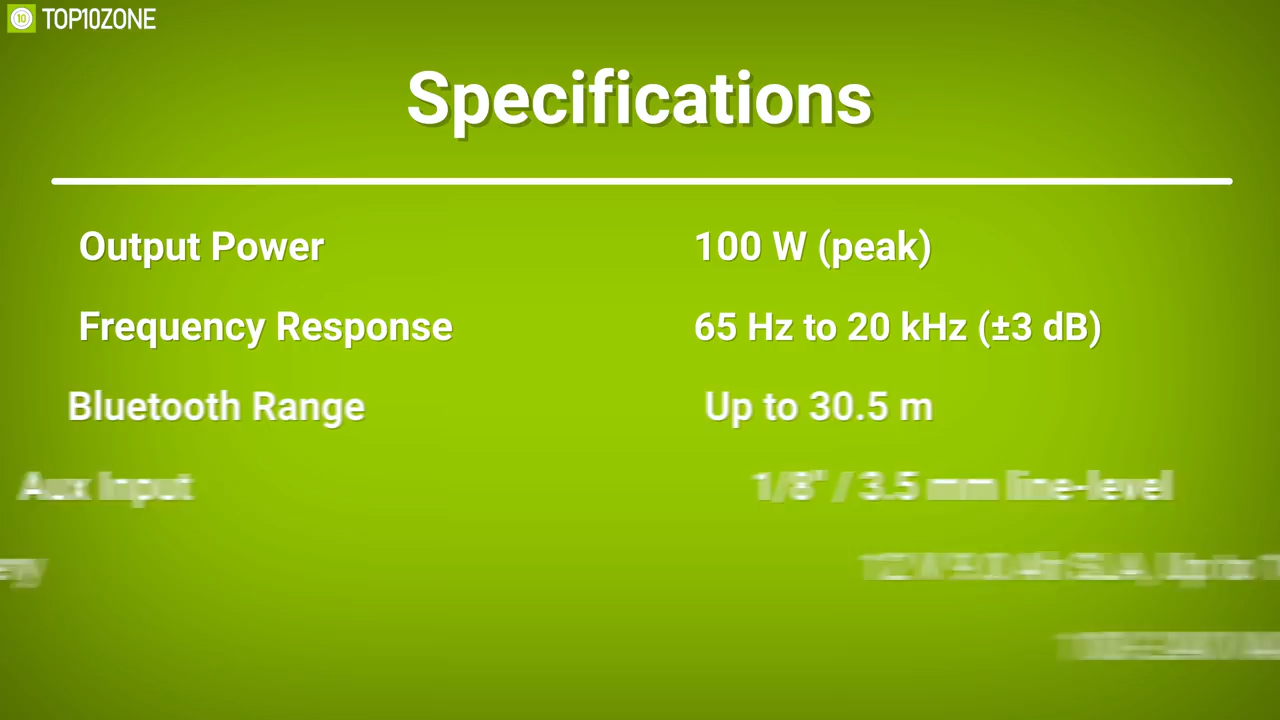 TOP10ZONE
Specifications
Output Power 100 W (peak)
Frequency Response 65 Hz to 20 kHz (±3 dB)
Bluetooth Range Up to 30.5 m
Aux Input 1/8" / 3.5 mm line-level